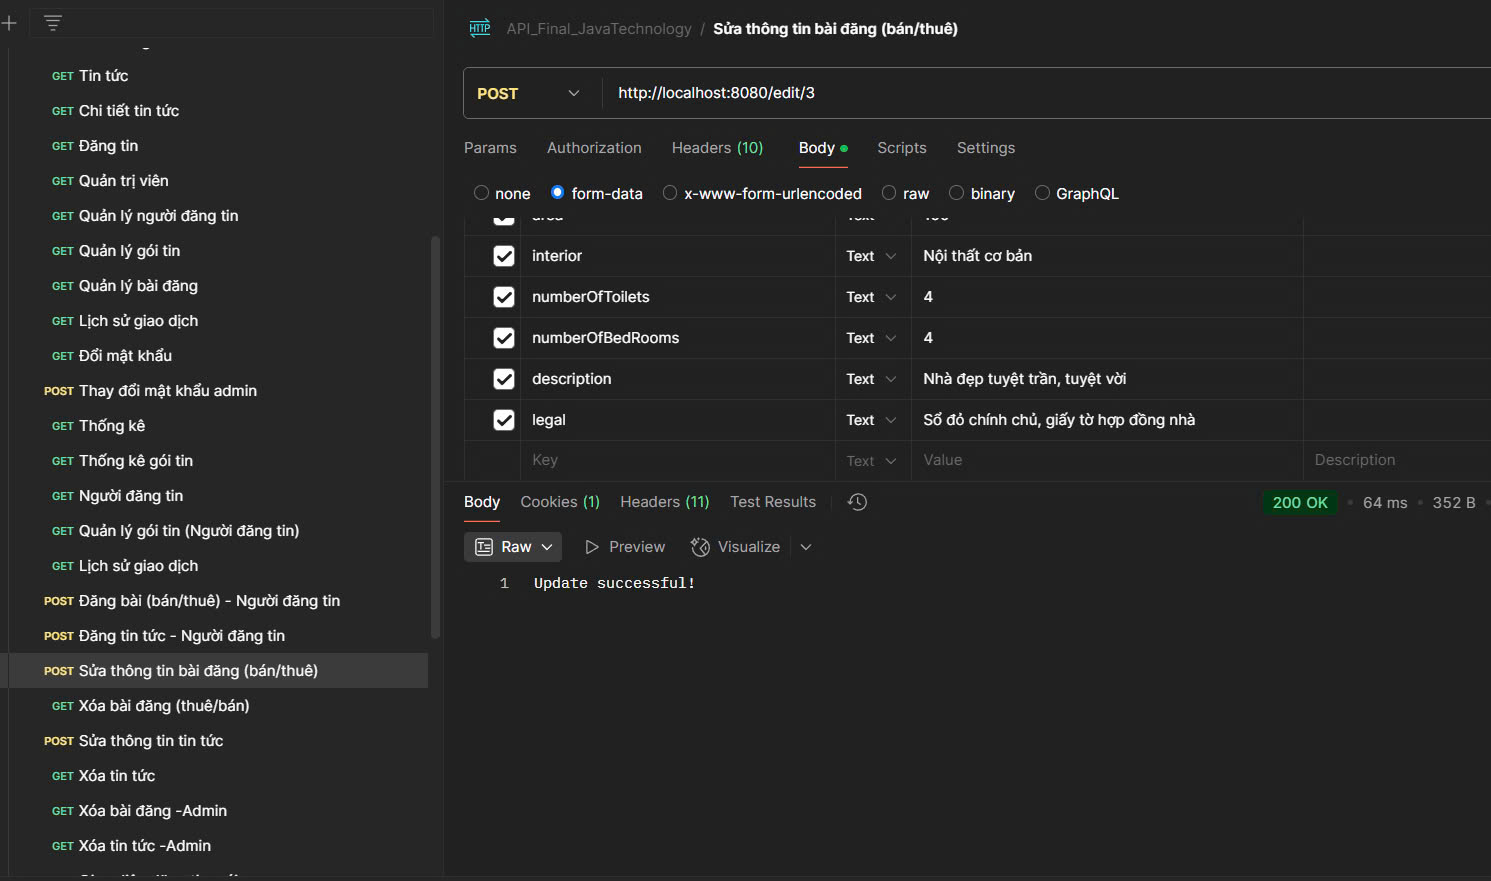 Tin tức
GET Tin tức
GET Chi tiết tin tức
GET Đăng tin
GET Quản trị viên
GET Quản lý người đăng tin
GET Quản lý gói tin
GET Quản lý bài đăng
GET Lịch sử giao dịch
GET Đổi mật khẩu
POST Thay đổi mật khẩu admin
GET Thống kê
GET Thống kê gói tin
GET Người đăng tin
GET Quản lý gói tin (Người đăng tin)
GET Lịch sử giao dịch
POST Đăng bài (bán/thuê) - Người đăng tin
POST Đăng tin tức - Người đăng tin
POST Sửa thông tin bài đăng (bán/thuê)
GET Xóa bài đăng (thuê/bán)
POST Sửa thông tin tin tức
GET Xóa tin tức
GET Xóa bài đăng -Admin
GET Xóa tin tức -Admin
HTTP API_Final_JavaTechnology / Sửa thông tin bài đăng (bán/thuê)
POST http://localhost:8080/edit/3
Params Authorization Headers (10) Body Scripts Settings
none form-data x-www-form-urlencoded raw binary GraphQL
interior Text Nội thất cơ bản
numberOfToilets Text 4
numberOfBedRooms Text 4
description Text Nhà đẹp tuyệt trần, tuyệt vời
legal Text Sổ đỏ chính chủ, giấy tờ hợp đồng nhà
Key Text Value Description
Body Cookies (1) Headers (11) Test Results 200 OK 64 ms 352 B
Raw Preview Visualize
1 Update successful!